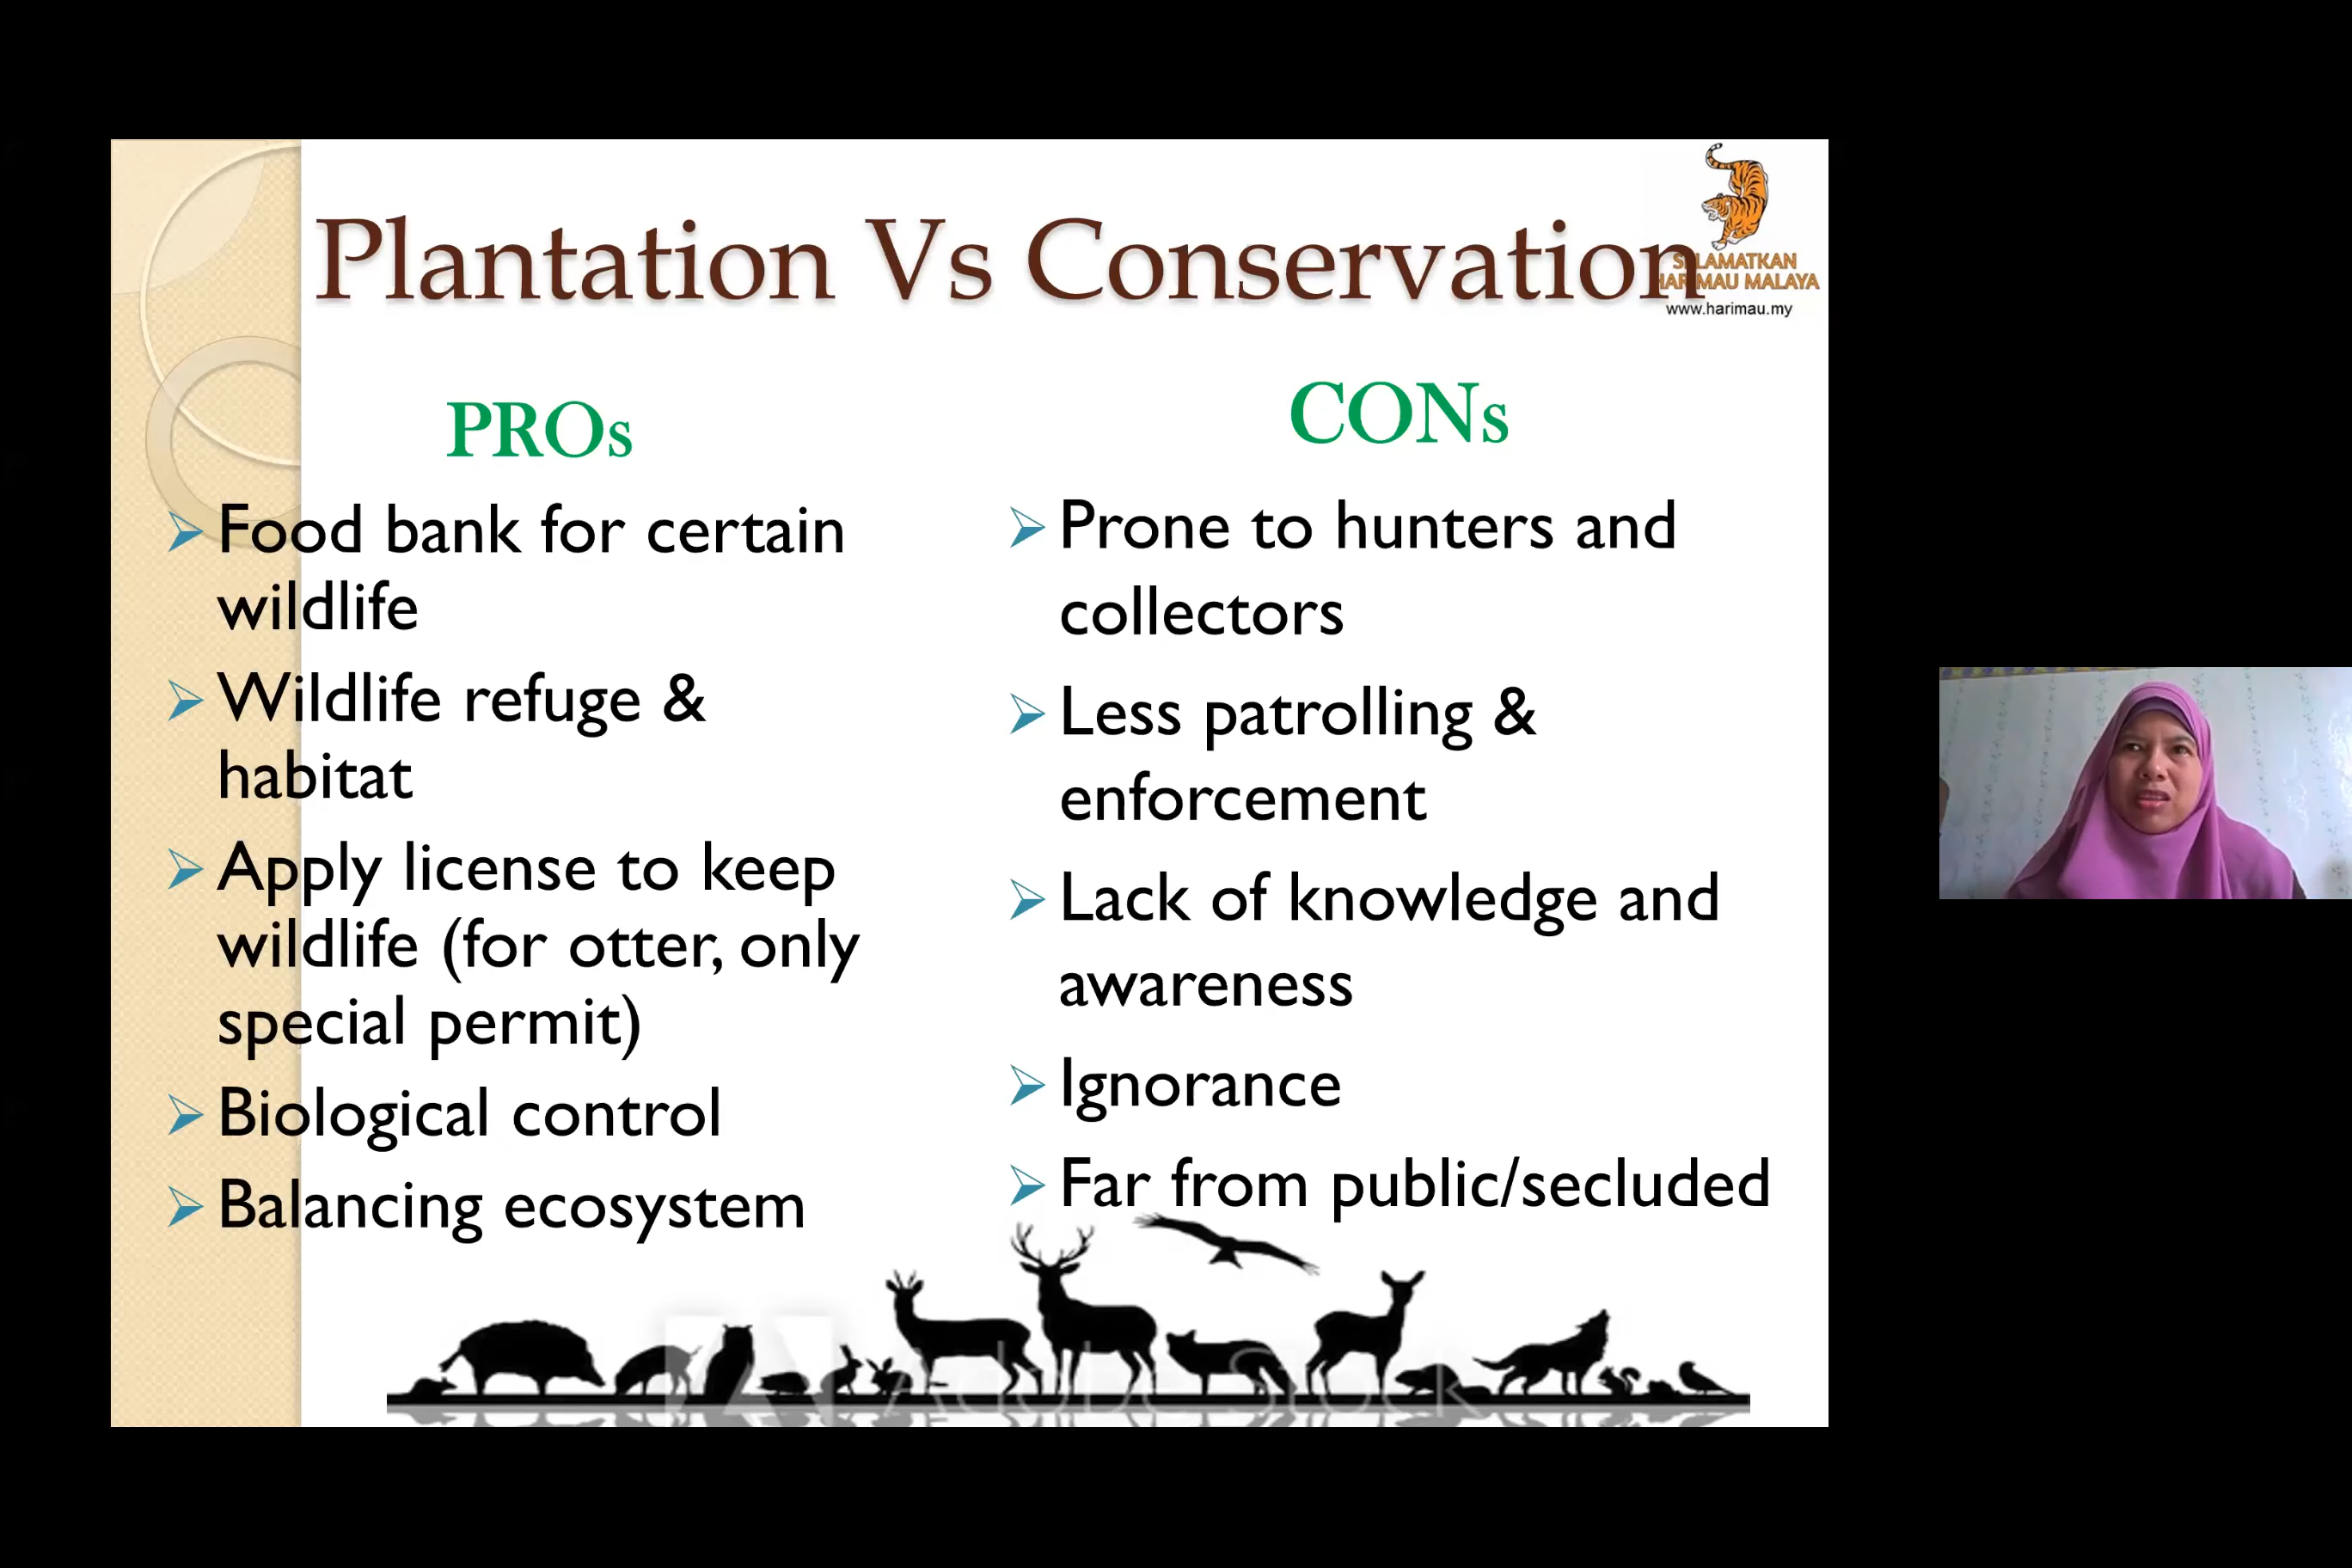 Plantation Vs Conservation
SELAMATKAN
HARIMAU MALAYA
www.harimau.my
PROs
Food bank for certain
wildlife
Wildlife refuge &
habitat
Apply license to keep
wildlife (for otter, only
special permit)
Biological control
Balancing ecosystem
CONs
Prone to hunters and
collectors
Less patrolling &
enforcement
Lack of knowledge and
awareness
Ignorance
Far from public/secluded
Adobe Stock